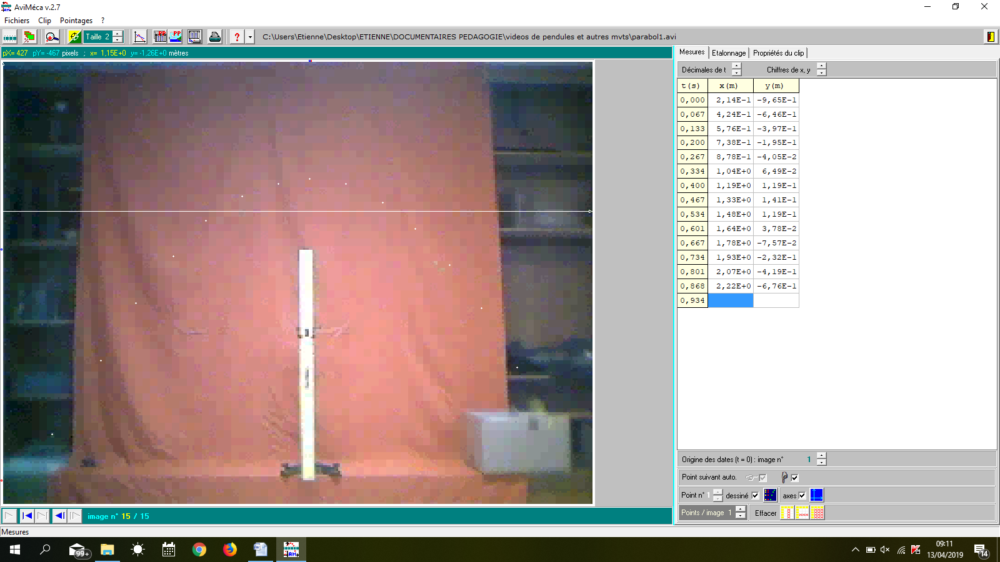 AviMéca v.2.7
Fichiers Clip Pointages ?
Taille 2 ? C:\Users\Etienne\Desktop\ETIENNE\DOCUMENTAIRES PEDAGOGIE\videos de pendules et autres mvts\parabol1.avi
pX= 427 pY= -467 pixels ; x= 1,15E+0 y= -1,26E+0 mètres
Mesures Etalonnage Propriétés du clip
Décimales de t Chiffres de x, y
t(s) x(m) y(m)
0,000 2,14E-1 -9,65E-1
0,067 4,24E-1 -6,46E-1
0,133 5,76E-1 -3,97E-1
0,200 7,38E-1 -1,95E-1
0,267 8,78E-1 -4,05E-2
0,334 1,04E+0 6,49E-2
0,400 1,19E+0 1,19E-1
0,467 1,33E+0 1,41E-1
0,534 1,48E+0 1,19E-1
0,601 1,64E+0 3,78E-2
0,667 1,78E+0 -7,57E-2
0,734 1,93E+0 -2,32E-1
0,801 2,07E+0 -4,19E-1
0,868 2,22E+0 -6,76E-1
0,934
Origine des dates (t = 0) : image n° 1
Point suivant auto.
Point n° 1 dessiné axes
Points / image 1 Effacer
image n° 15 / 15
Mesures
99+
09:11
13/04/2019
14